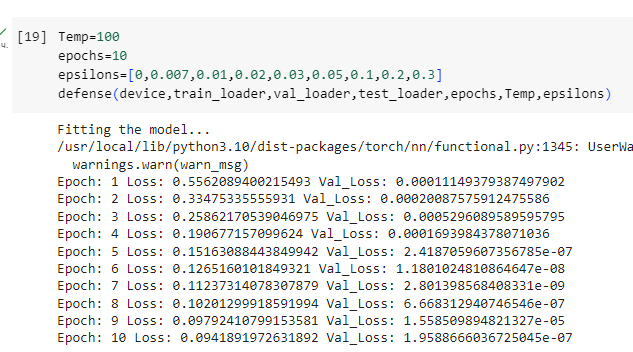 [19] Temp=100
epochs=10
epsilons=[0,0.007,0.01,0.02,0.03,0.05,0.1,0.2,0.3]
defense(device,train_loader,val_loader,test_loader,epochs,Temp,epsilons)
ч.
Fitting the model...
/usr/local/lib/python3.10/dist-packages/torch/nn/functional.py:1345: UserWa
warnings.warn(warn_msg)
Epoch: 1 Loss: 0.5562089400215493 Val_Loss: 0.00011149379387497902
Epoch: 2 Loss: 0.33475335555931 Val_Loss: 0.00020087575912475586
Epoch: 3 Loss: 0.25862170539046975 Val_Loss: 0.0005296089589595795
Epoch: 4 Loss: 0.190677157099624 Val_Loss: 0.0001693984378071036
Epoch: 5 Loss: 0.15163088443849942 Val_Loss: 2.4187059607356785e-07
Epoch: 6 Loss: 0.1265160101849321 Val_Loss: 1.1801024810864647e-08
Epoch: 7 Loss: 0.11237314078307879 Val_Loss: 2.801398568408331e-09
Epoch: 8 Loss: 0.10201299918591994 Val_Loss: 6.668312940746546e-07
Epoch: 9 Loss: 0.09792410799153581 Val_Loss: 1.558509894821327e-05
Epoch: 10 Loss: 0.0941891972631892 Val_Loss: 1.9588666036725045e-07